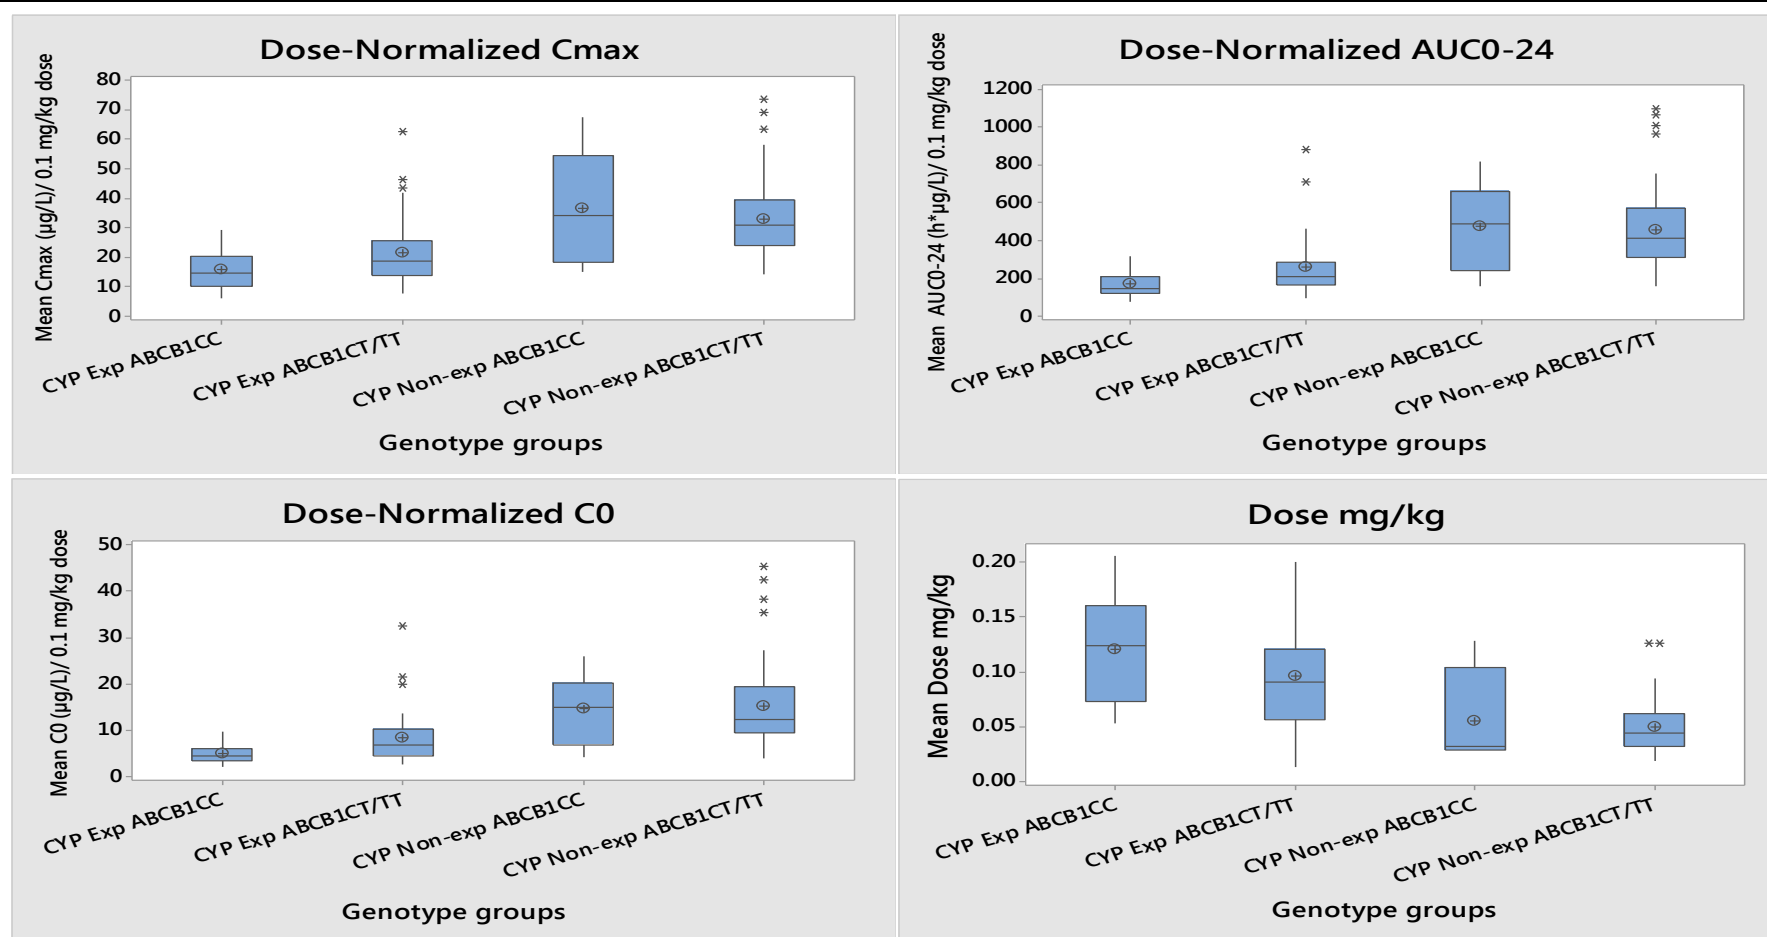 Dose-Normalized Cmax
Mean Cmax (µg/L)/ 0.1 mg/kg dose
80
70
60
50
40
30
20
10
0
CYP Exp ABCB1CC
CYP Exp ABCB1CT/TT
CYP Non-exp ABCB1CC
CYP Non-exp ABCB1CT/TT
Genotype groups
Dose-Normalized AUC0-24
Mean AUC0-24 (h*µg/L)/ 0.1 mg/kg dose
1200
1000
800
600
400
200
0
CYP Exp ABCB1CC
CYP Exp ABCB1CT/TT
CYP Non-exp ABCB1CC
CYP Non-exp ABCB1CT/TT
Genotype groups
Dose-Normalized C0
Mean C0 (µg/L)/ 0.1 mg/kg dose
50
40
30
20
10
0
CYP Exp ABCB1CC
CYP Exp ABCB1CT/TT
CYP Non-exp ABCB1CC
CYP Non-exp ABCB1CT/TT
Genotype groups
Dose mg/kg
Mean Dose mg/kg
0.20
0.15
0.10
0.05
0.00
CYP Exp ABCB1CC
CYP Exp ABCB1CT/TT
CYP Non-exp ABCB1CC
CYP Non-exp ABCB1CT/TT
Genotype groups